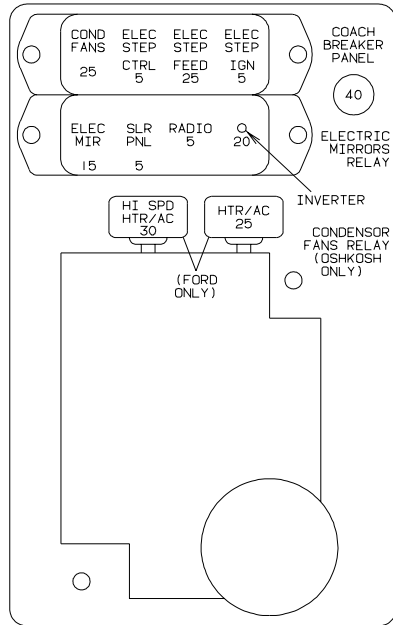 COND ELEC ELEC ELEC
FANS STEP STEP STEP
CTRL FEED IGN
25 5 25 5
COACH
BREAKER
PANEL
40
ELEC SLR RADIO
MIR PNL 5 20
15 5
ELECTRIC
MIRRORS
RELAY
INVERTER
HI SPD
HTR/AC
30
HTR/AC
25
(FORD
ONLY)
CONDENSOR
FANS RELAY
(OSHKOSH
ONLY)